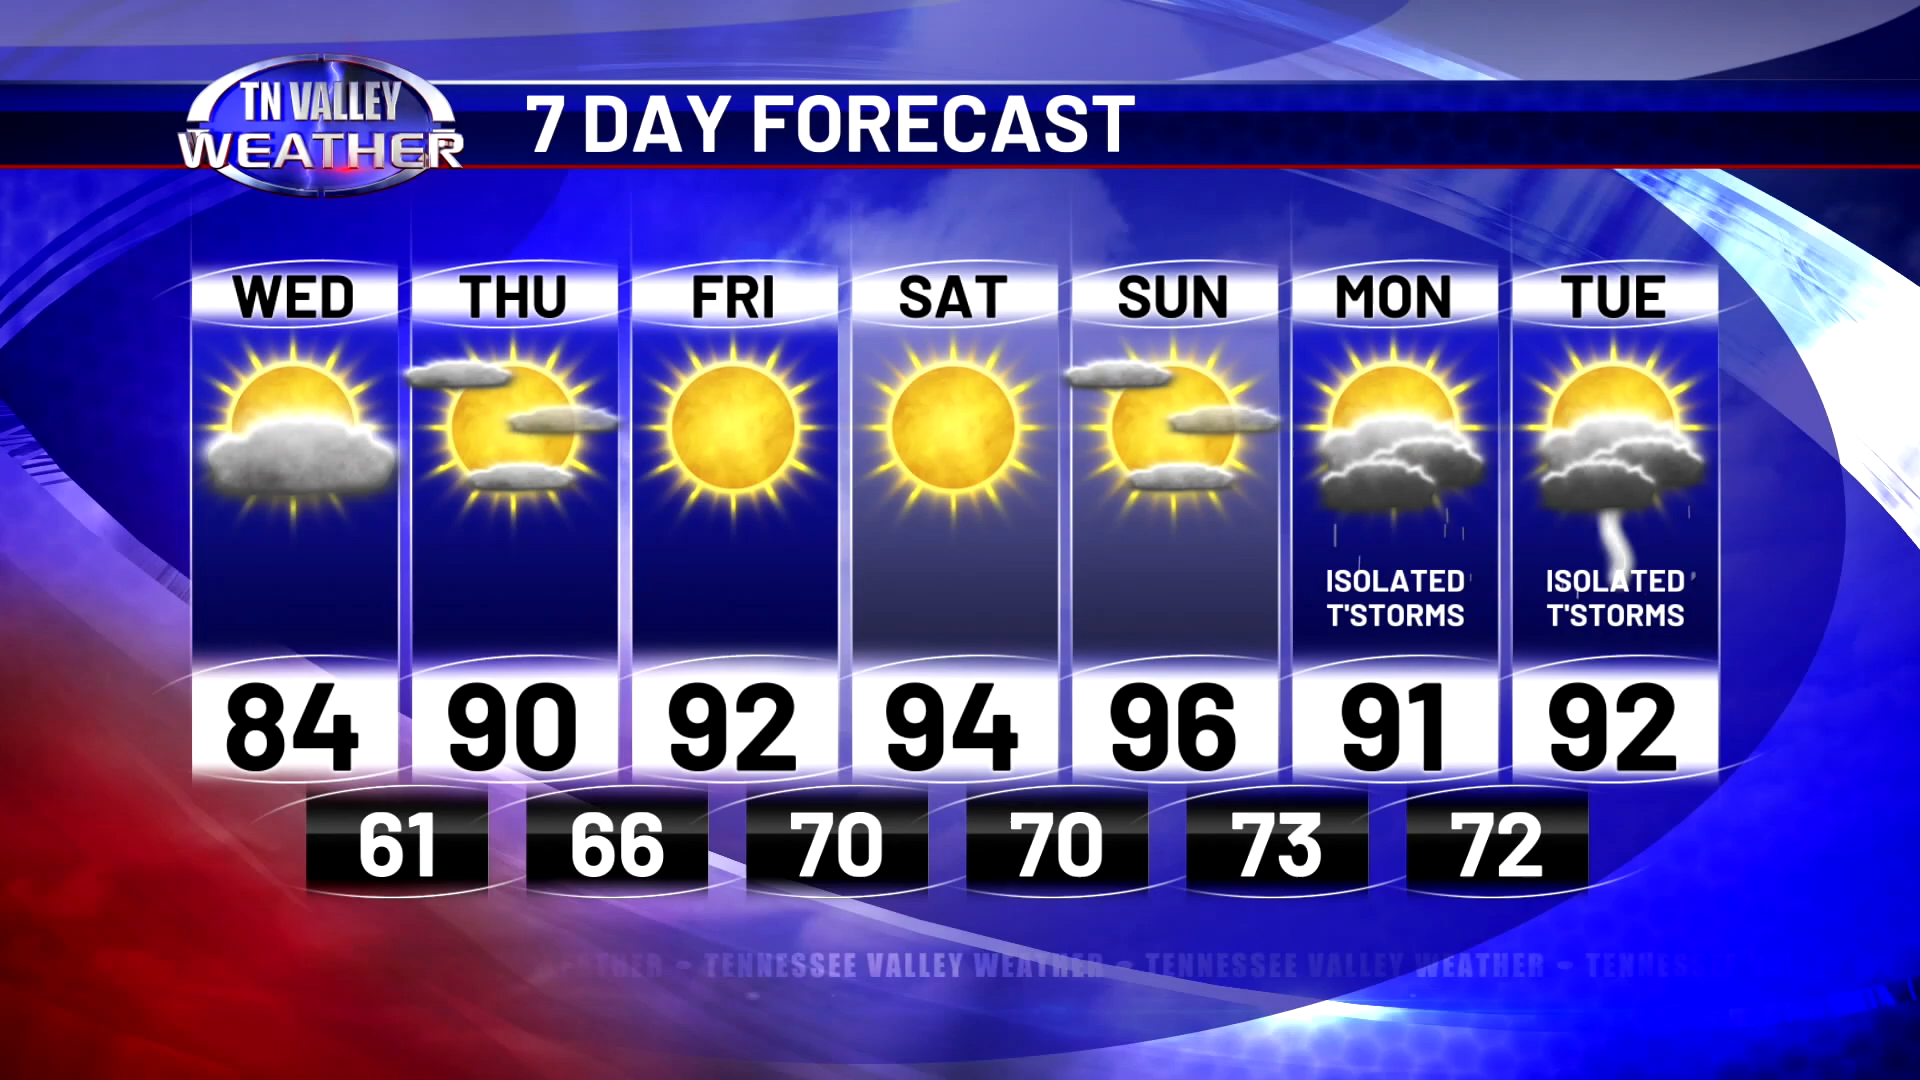 TN VALLEY
WEATHER
7 DAY FORECAST
WED THU FRI SAT SUN MON TUE
ISOLATED ISOLATED
T'STORMS T'STORMS
84 90 92 94 96 91 92
61 66 70 70 73 72
WEATHER - TENNESSEE VALLEY WEATHER - TENNESSEE VALLEY WEATHER -